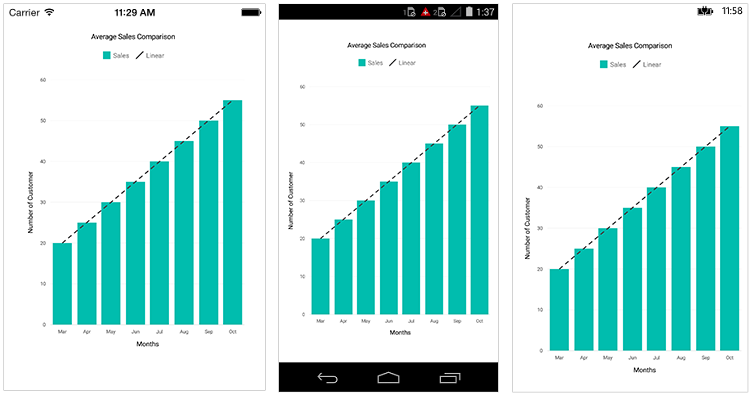 Carrier 11:29 AM
Average Sales Comparison
Sales Linear
60
50
40
30
20
10
0
Number of Customer
Mar Apr May Jun Jul Aug Sep Oct
Months
1 2 1:37
Average Sales Comparison
Sales Linear
60
50
40
30
20
10
0
Number of Customer
Mar Apr May Jun Jul Aug Sep Oct
Months
11:58
Average Sales Comparison
Sales Linear
60
50
40
30
20
10
0
Number of Customer
Mar Apr May Jun Jul Aug Sep Oct
Months